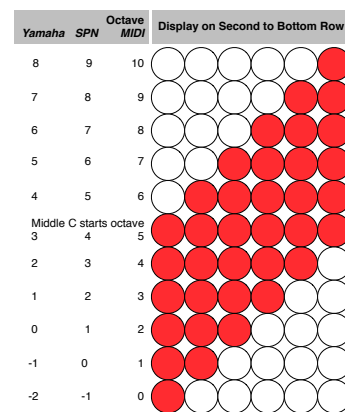 Octave
Yamaha SPN MIDI Display on Second to Bottom Row
8 9 10
7 8 9
6 7 8
5 6 7
4 5 6
Middle C starts octave
3 4 5
2 3 4
1 2 3
0 1 2
-1 0 1
-2 -1 0